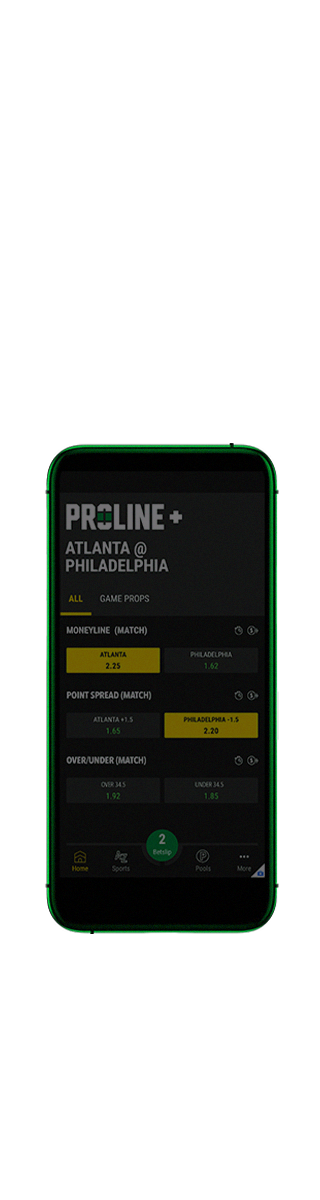 PROLINE +
ATLANTA @
PHILADELPHIA
ALL GAME PROPS
MONEYLINE (MATCH)
ATLANTA PHILADELPHIA
2.25 1.62
POINT SPREAD (MATCH)
ATLANTA +1.5 PHILADELPHIA -1.5
1.65 2.20
OVER/UNDER (MATCH)
OVER 34.5 UNDER 34.5
1.92 1.85
2
Betslip
Home Sports Pools More